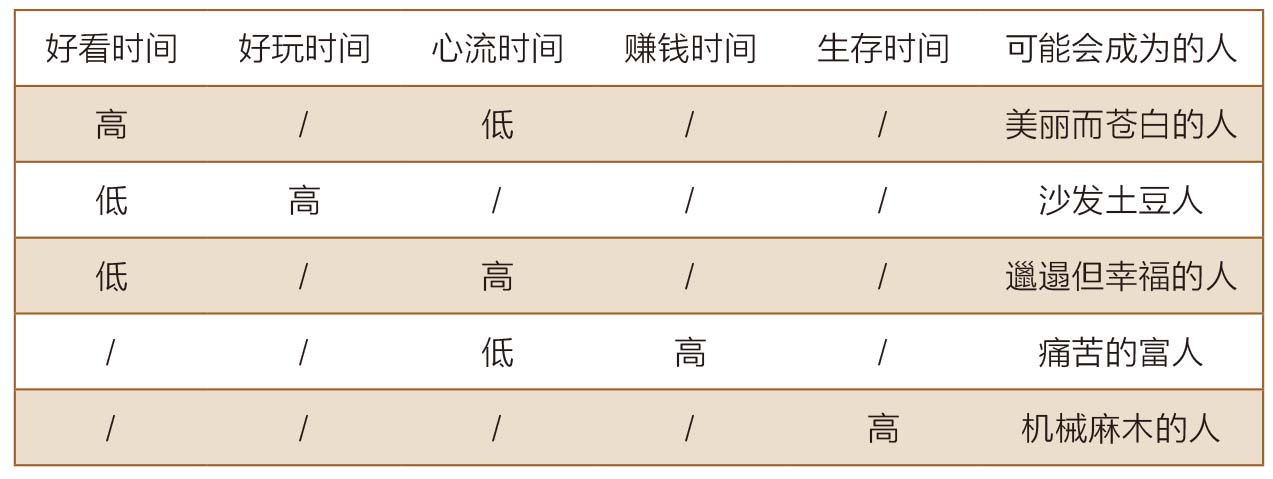 好看时间 好玩时间 心流时间 赚钱时间 生存时间 可能会成为的人
高 / 低 / / 美丽而苍白的人
低 高 / / / 沙发土豆人
低 / 高 / / 邋遢但幸福的人
/ / 低 高 / 痛苦的富人
/ / / / 高 机械麻木的人